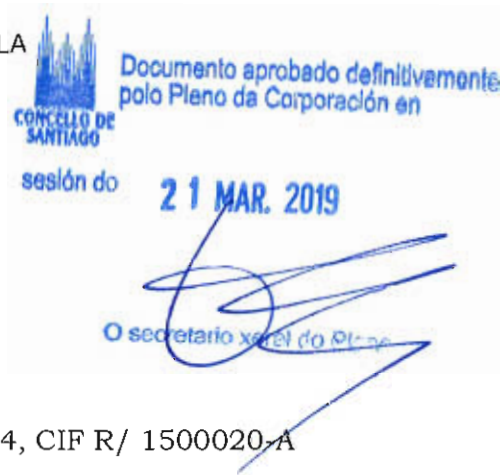 LA
Documento aprobado definitivamente
polo Pleno da Corporación en
CONCELLO DE
SANTIAGO
sesión do
21 MAR. 2019
O secretario xeral do Pleno
4, CIF R/ 1500020-A